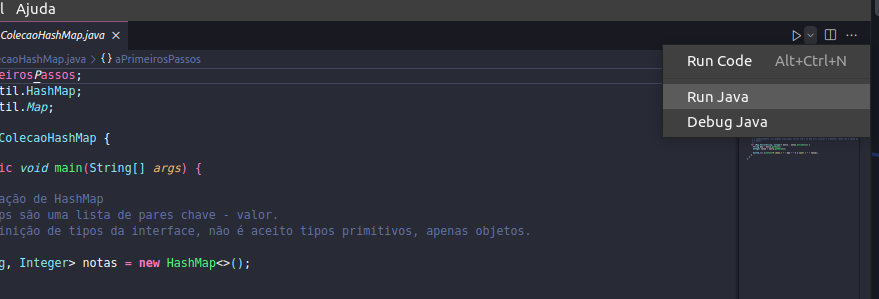 l Ajuda
ColecaoHashMap.java ×
ecaoHashMap.java > {} aPrimeirosPassos
eirosPassos;
til.HashMap;
til.Map;
ColecaoHashMap {
ic void main(String[] args) {
ação de HashMap
ps são uma lista de pares chave - valor.
inição de tipos da interface, não é aceito tipos primitivos, apenas objetos.
g, Integer> notas = new HashMap<>();
Run Code Alt+Ctrl+N
Run Java
Debug Java